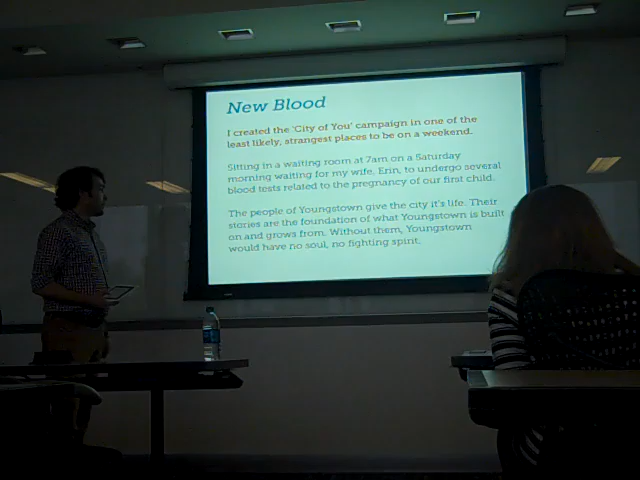 New Blood
I created the 'City of You' campaign in one of the
least likely, strangest places to be on a weekend.
Sitting in a waiting room at 7am on a Saturday
morning waiting for my wife, Erin, to undergo several
blood tests related to the pregnancy of our first child.
The people of Youngstown give the city it's life. Their
stories are the foundation of what Youngstown is built
on and grows from. Without them, Youngstown
would have no soul, no fighting spirit.